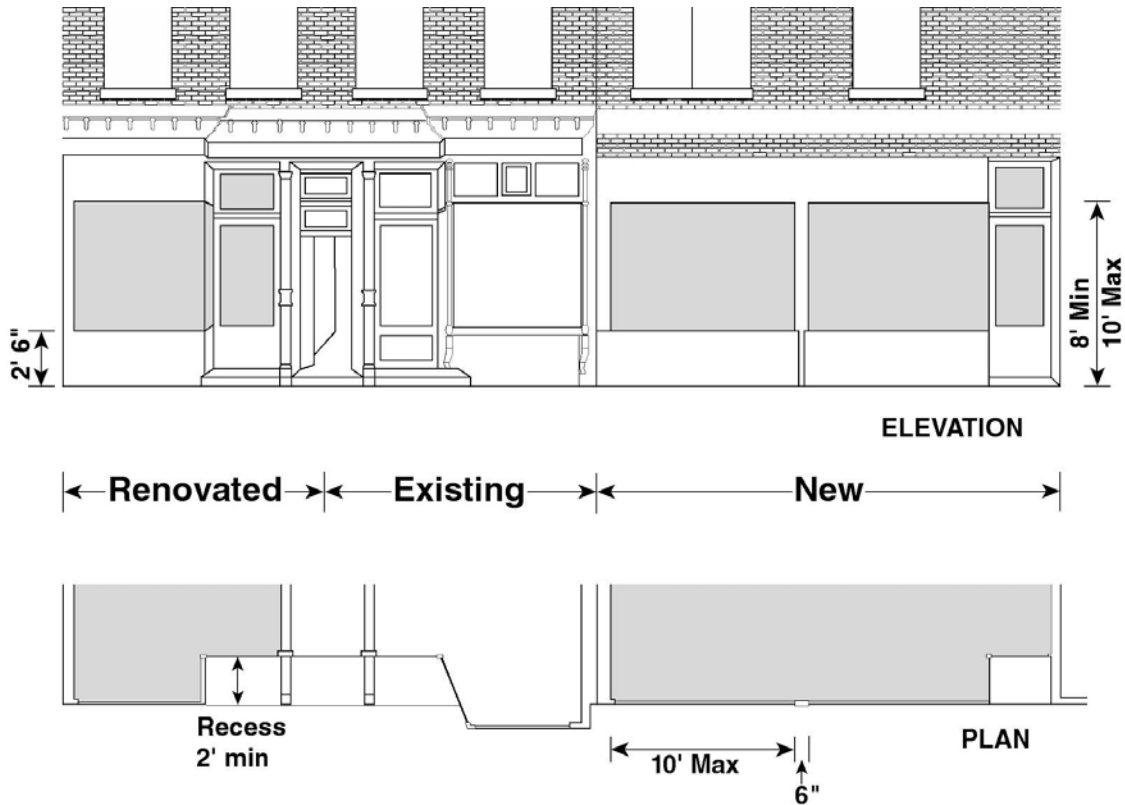 2' 6"
8' Min
10' Max
ELEVATION
Renovated
Existing
New
Recess
2' min
10' Max
6"
PLAN